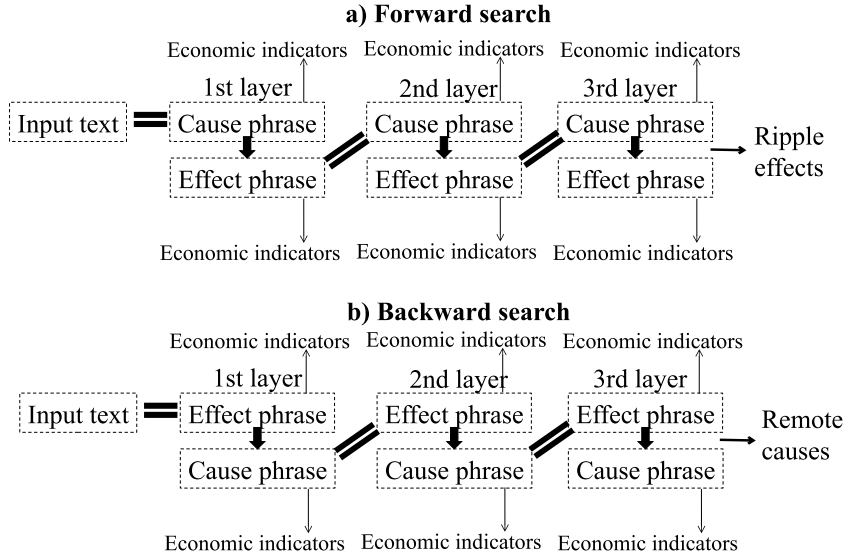 a) Forward search
Economic indicators Economic indicators Economic indicators
1st layer 2nd layer 3rd layer
Input text Cause phrase Cause phrase Cause phrase
Ripple
effects
Effect phrase Effect phrase Effect phrase
Economic indicators Economic indicators Economic indicators
b) Backward search
Economic indicators Economic indicators Economic indicators
1st layer 2nd layer 3rd layer
Input text Effect phrase Effect phrase Effect phrase
Remote
causes
Cause phrase Cause phrase Cause phrase
Economic indicators Economic indicators Economic indicators